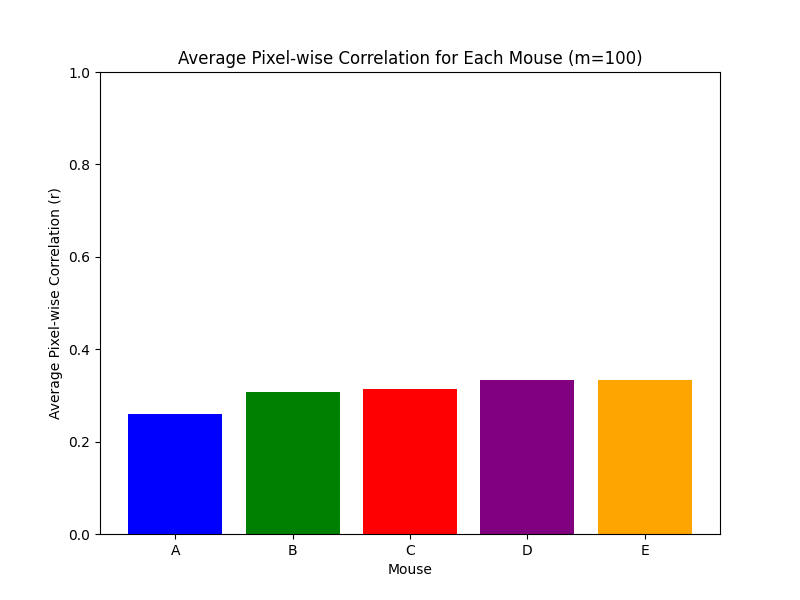 Average Pixel-wise Correlation for Each Mouse (m=100)
1.0
0.8
0.6
0.4
0.2
0.0
Average Pixel-wise Correlation (r)
A B C D E
Mouse